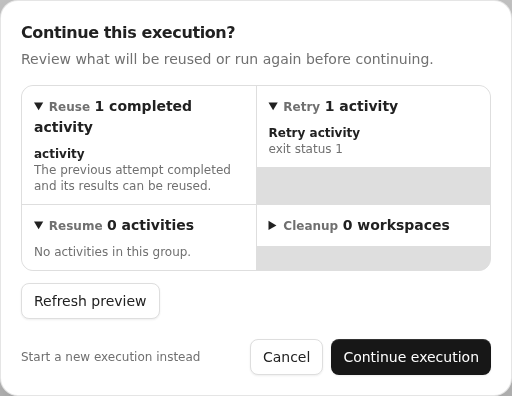 Continue this execution?
Review what will be reused or run again before continuing.
Reuse 1 completed
activity
activity
The previous attempt completed
and its results can be reused.
Retry 1 activity
Retry activity
exit status 1
Resume 0 activities
No activities in this group.
Cleanup 0 workspaces
Refresh preview
Start a new execution instead
Cancel
Continue execution